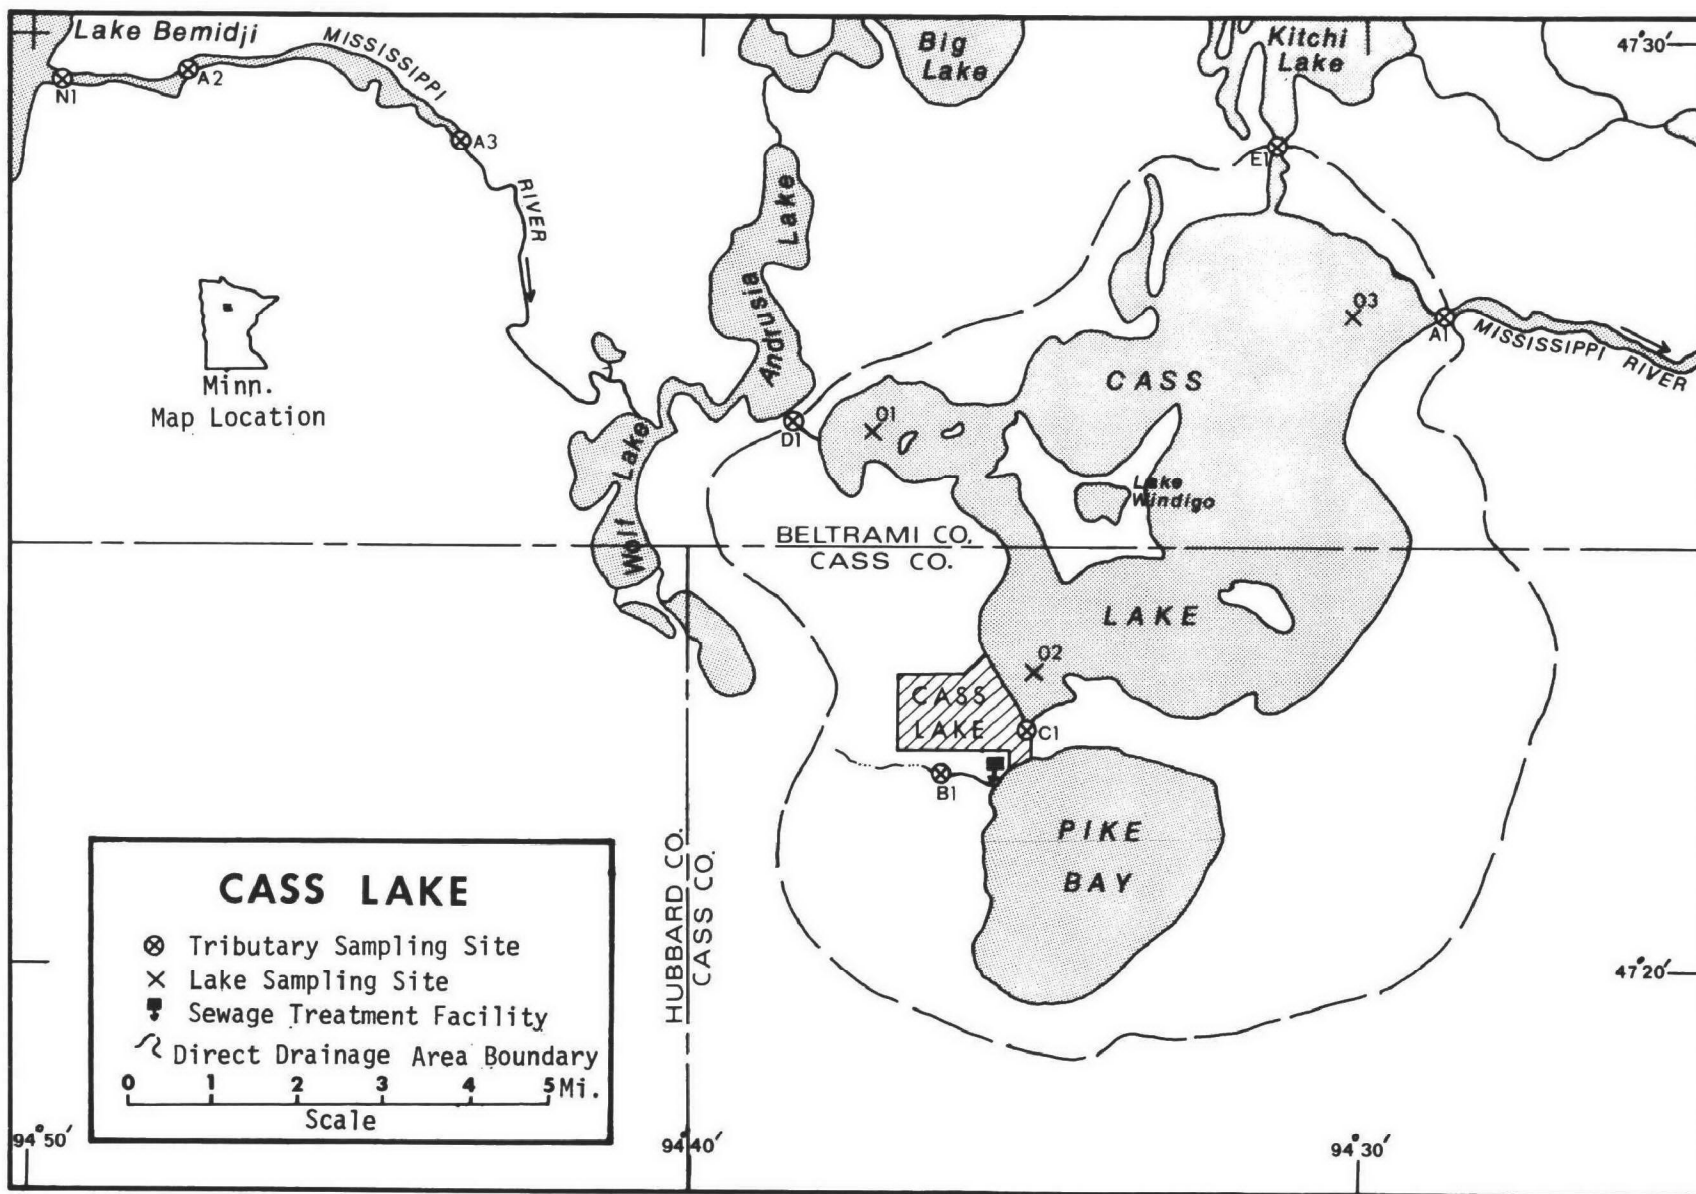 Lake Bemidji
MISSISSIPPI
RIVER
N1
A2
A3
Big
Lake
Kitchi
Lake
47°30'
E1
Andrusia Lake
03
A1
MISSISSIPPI RIVER
CASS
LAKE
01
D1
Lake
Windigo
Minn.
Map Location
Wolf Lake
BELTRAMI CO.
CASS CO.
02
CASS
LAKE
C1
B1
PIKE
BAY
HUBBARD CO.
CASS CO.
47°20'
CASS LAKE
Tributary Sampling Site
Lake Sampling Site
Sewage Treatment Facility
Direct Drainage Area Boundary
0 1 2 3 4 5 Mi.
Scale
94°50'
94°40'
94°30'